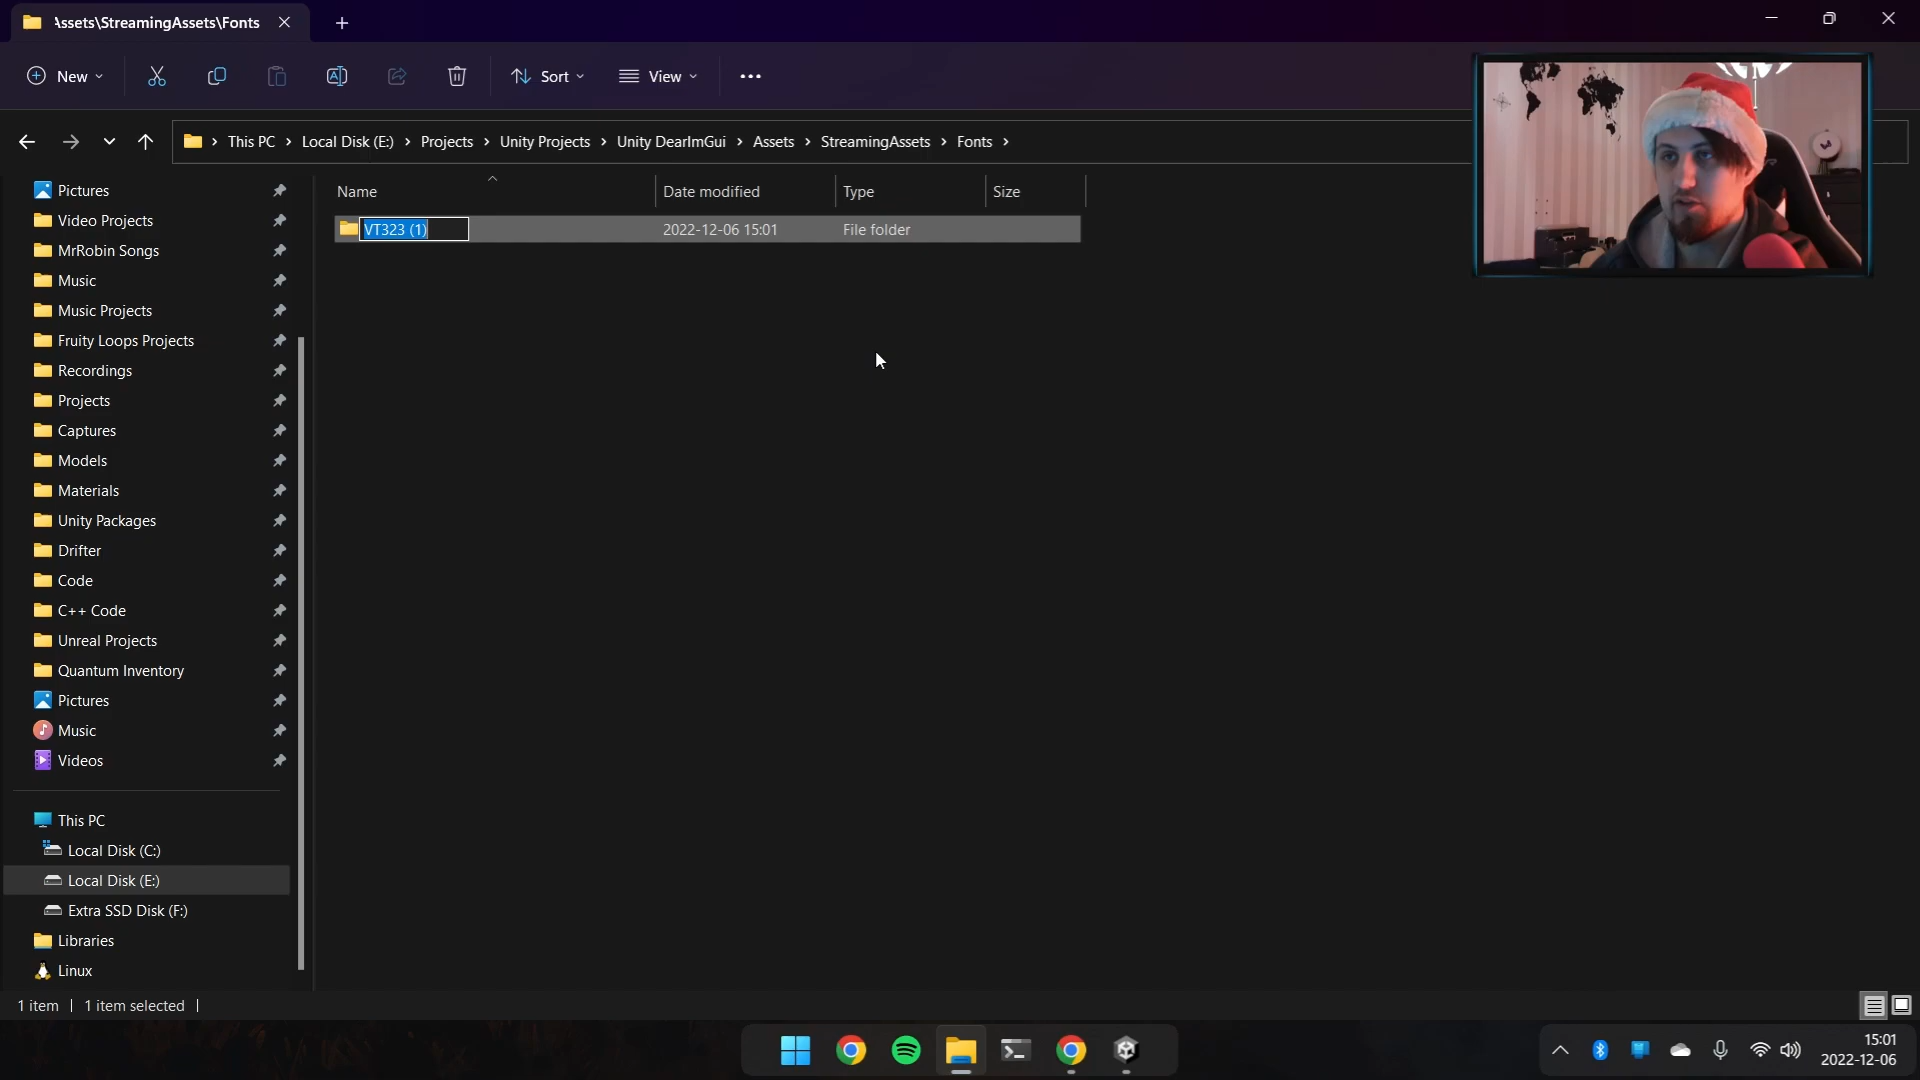 Assets\StreamingAssets\Fonts
New
Sort
View
This PC
Local Disk (E:)
Projects
Unity Projects
Unity DearImGui
Assets
StreamingAssets
Fonts
Name
Date modified
Type
Size
VT323 (1)
2022-12-06 15:01
File folder
Pictures
Video Projects
MrRobin Songs
Music
Music Projects
Fruity Loops Projects
Recordings
Projects
Captures
Models
Materials
Unity Packages
Drifter
Code
C++ Code
Unreal Projects
Quantum Inventory
Pictures
Music
Videos
This PC
Local Disk (C:)
Local Disk (E:)
Extra SSD Disk (F:)
Libraries
Linux
1 item
1 item selected
15:01
2022-12-06